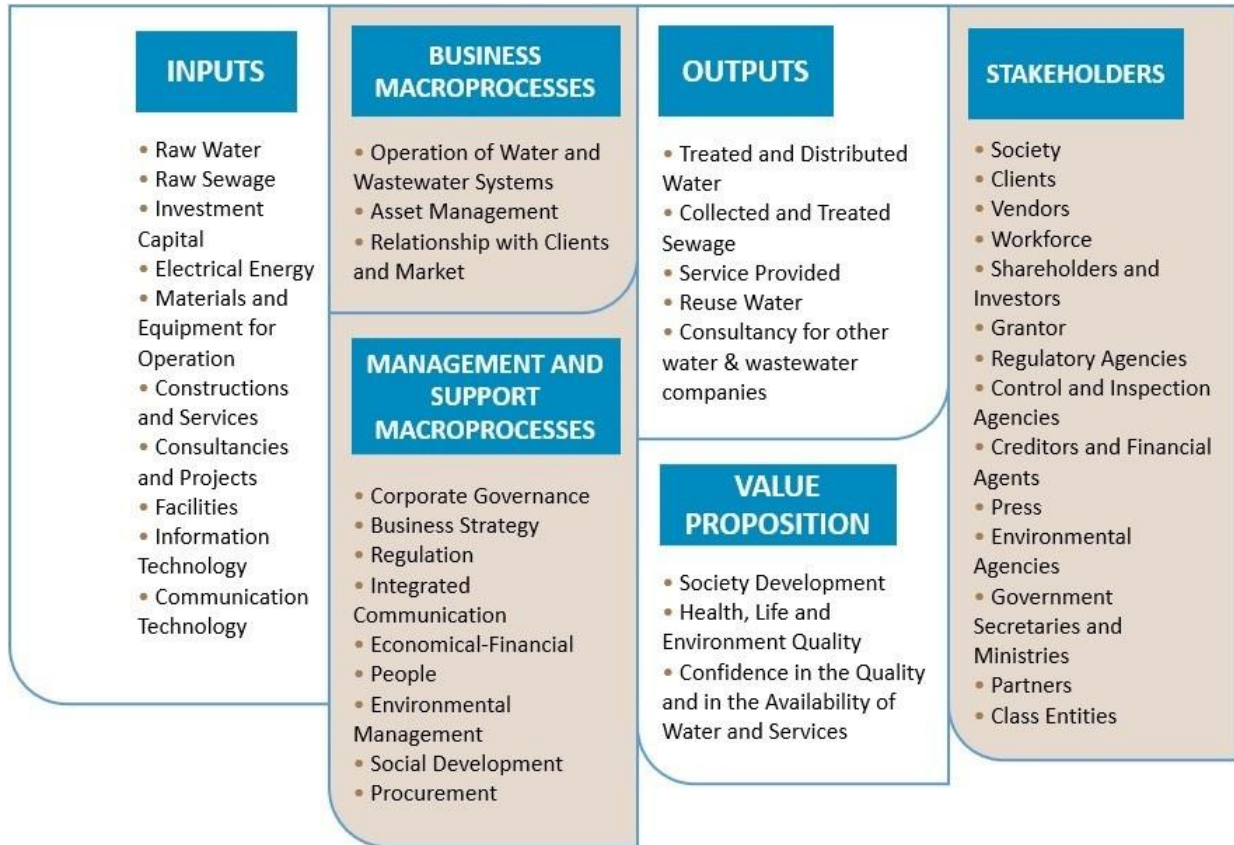 INPUTS
• Raw Water
• Raw Sewage
• Investment
Capital
• Electrical Energy
• Materials and
Equipment for
Operation
• Constructions
and Services
• Consultancies
and Projects
• Facilities
• Information
Technology
• Communication
Technology
BUSINESS
MACROPROCESSES
• Operation of Water and
Wastewater Systems
• Asset Management
• Relationship with Clients
and Market
MANAGEMENT AND
SUPPORT
MACROPROCESSES
• Corporate Governance
• Business Strategy
• Regulation
• Integrated
Communication
• Economical-Financial
• People
• Environmental
Management
• Social Development
• Procurement
OUTPUTS
• Treated and Distributed
Water
• Collected and Treated
Sewage
• Service Provided
• Reuse Water
• Consultancy for other
water & wastewater
companies
VALUE
PROPOSITION
• Society Development
• Health, Life and
Environment Quality
• Confidence in the Quality
and in the Availability of
Water and Services
STAKEHOLDERS
• Society
• Clients
• Vendors
• Workforce
• Shareholders and
Investors
• Grantor
• Regulatory Agencies
• Control and Inspection
Agencies
• Creditors and Financial
Agents
• Press
• Environmental
Agencies
• Government
Secretaries and
Ministries
• Partners
• Class Entities